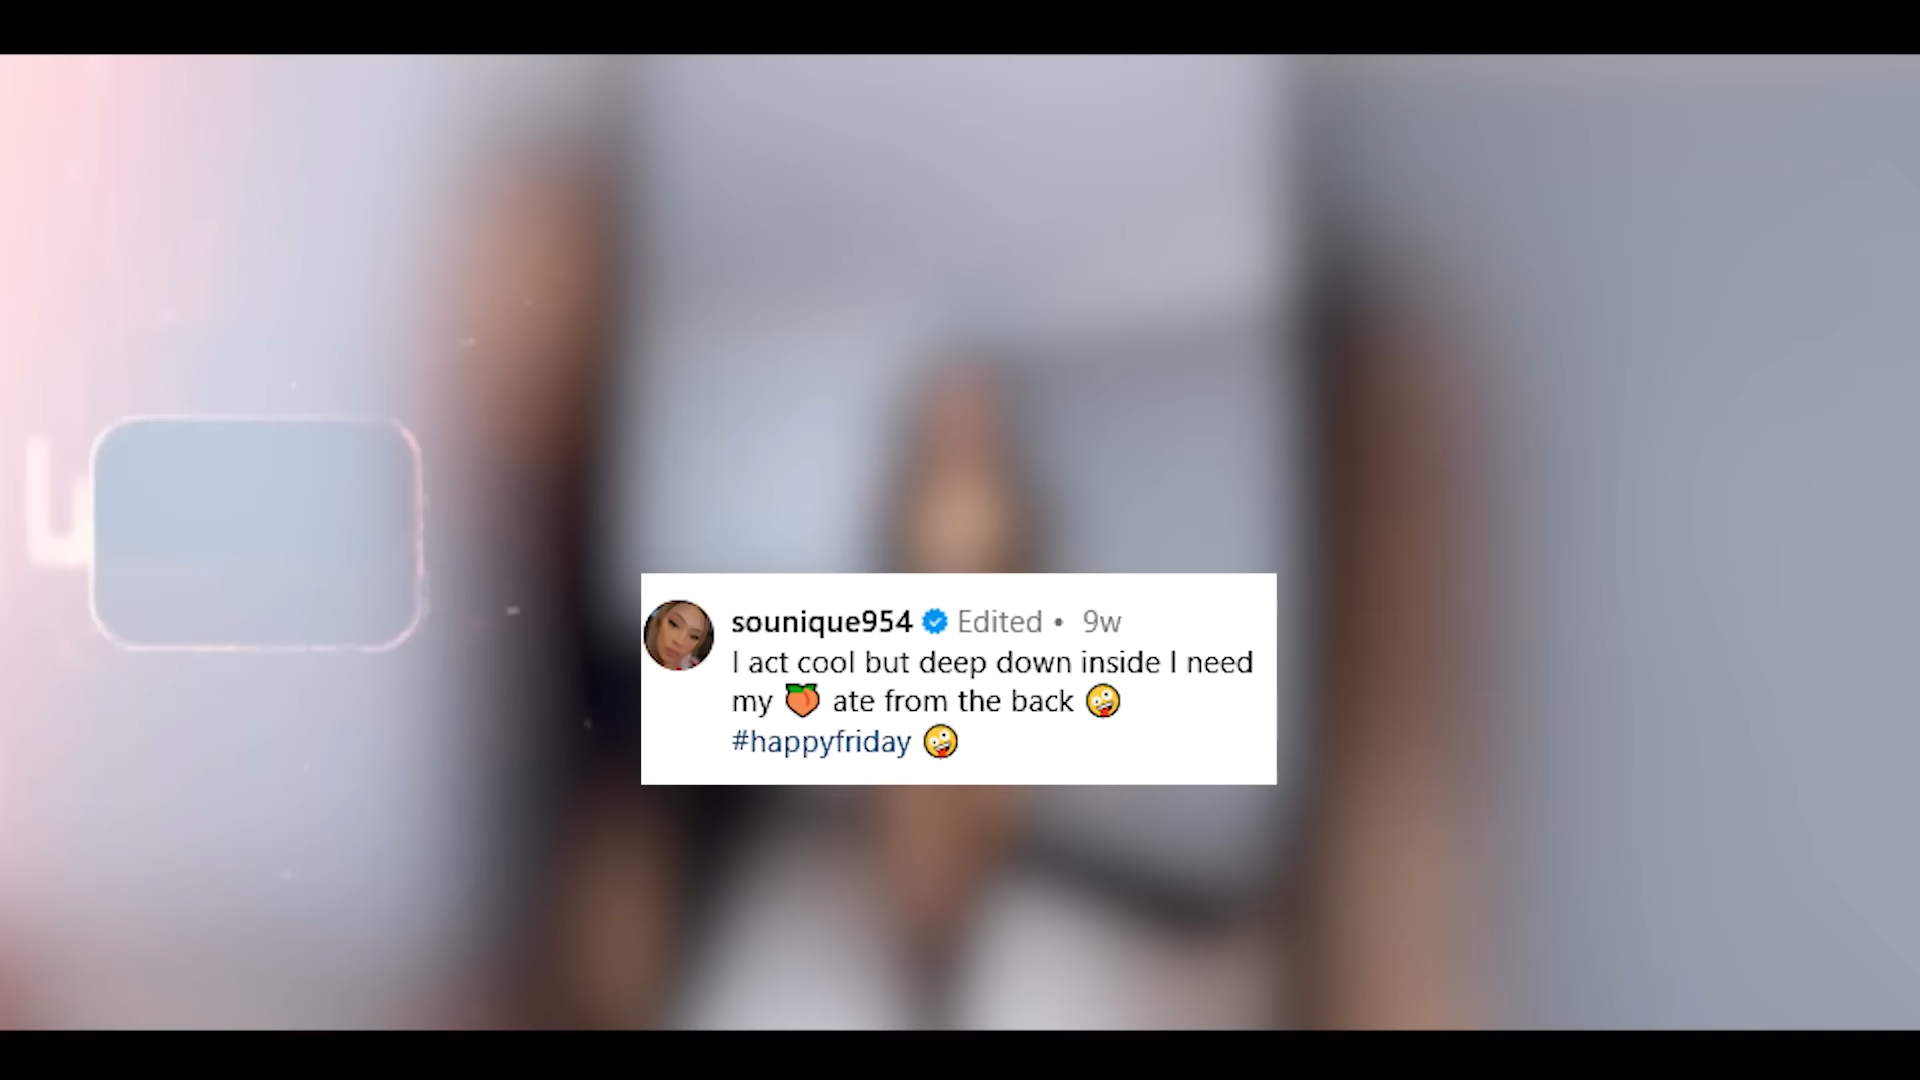 sounique954 Edited • 9w
I act cool but deep down inside I need
my 🍑 ate from the back 🤪
#happyfriday 🤪